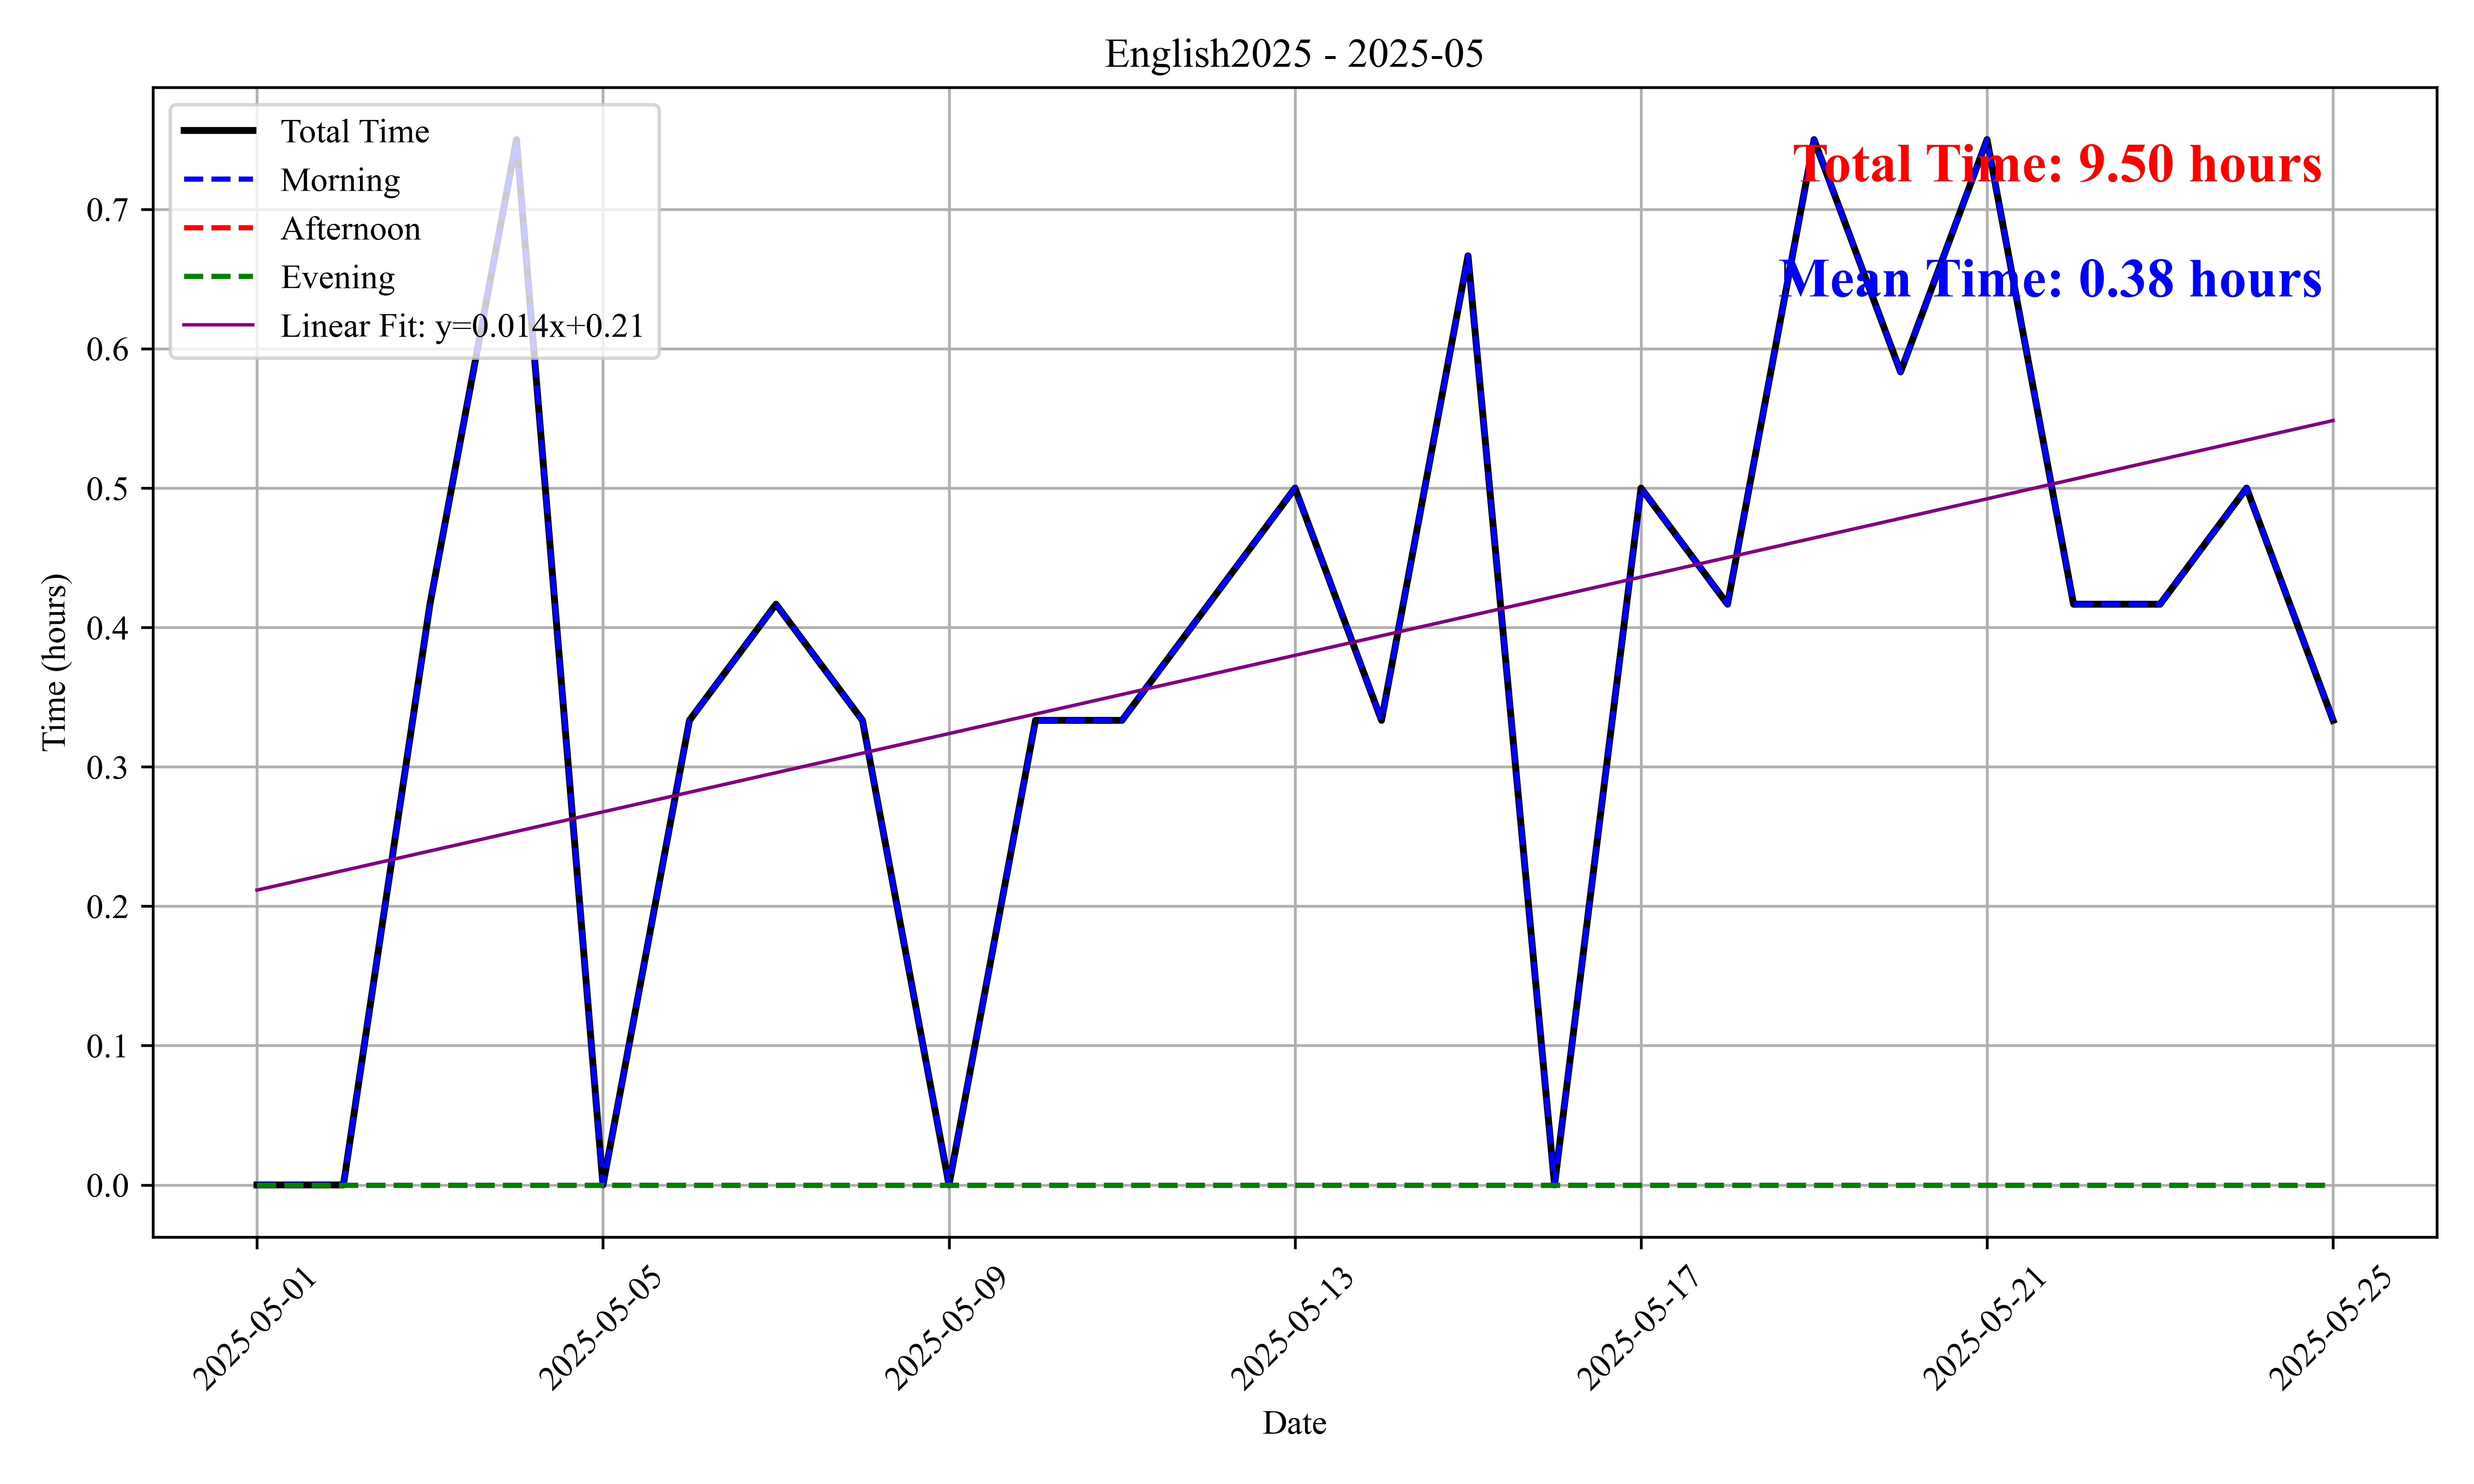 English2025 - 2025-05
Total Time
Morning
Afternoon
Evening
Linear Fit: y=0.014x+0.21
Total Time: 9.50 hours
Mean Time: 0.38 hours
Time (hours)
0.7
0.6
0.5
0.4
0.3
0.2
0.1
0.0
2025-05-01
2025-05-05
2025-05-09
2025-05-13
2025-05-17
2025-05-21
2025-05-25
Date